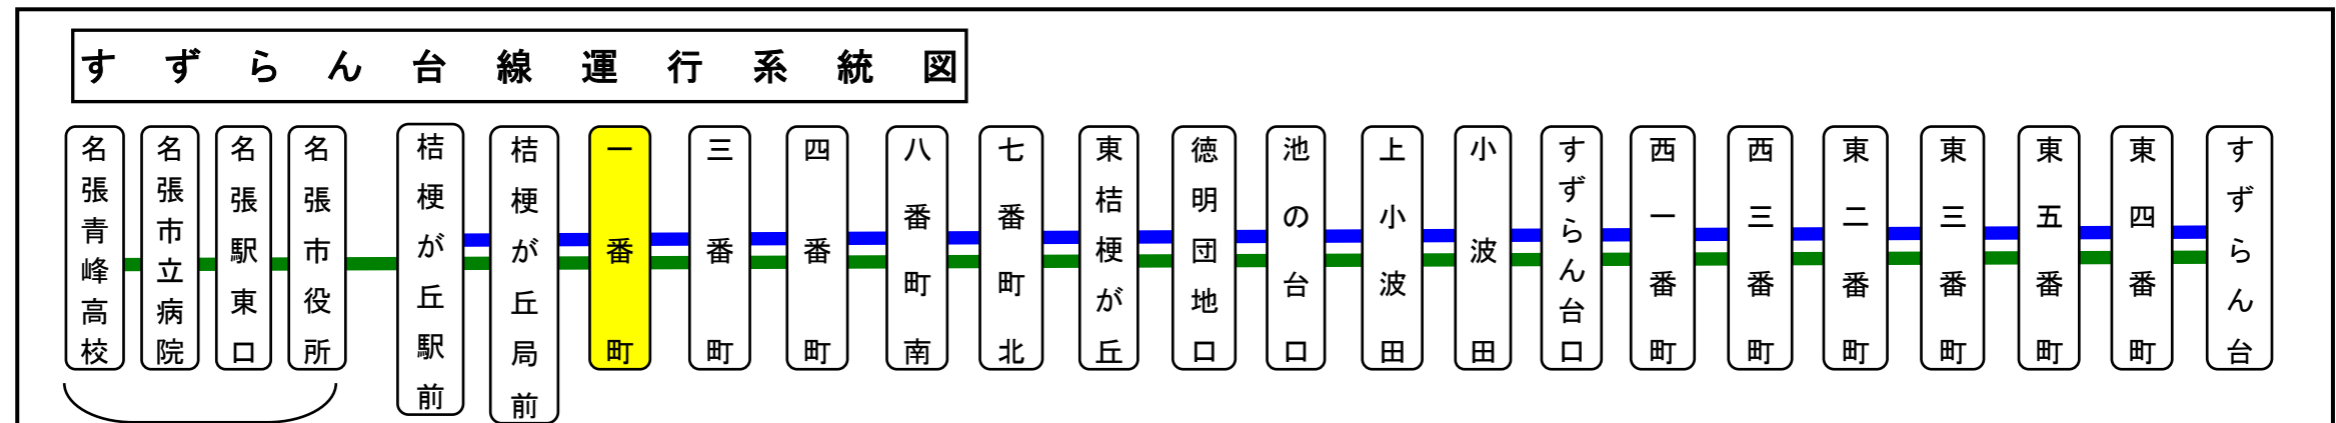 すずらん台線運行系統図
名張青峰高校
名張市立病院
名張駅東口
名張市役所
桔梗が丘駅前
桔梗が丘局前
一番町
三番町
四番町
八番町南
七番町北
東桔梗が丘
徳明団地口
池の台口
上小波田
小波田
すずらん台口
西一番町
西三番町
東二番町
東三番町
東五番町
東四番町
すずらん台